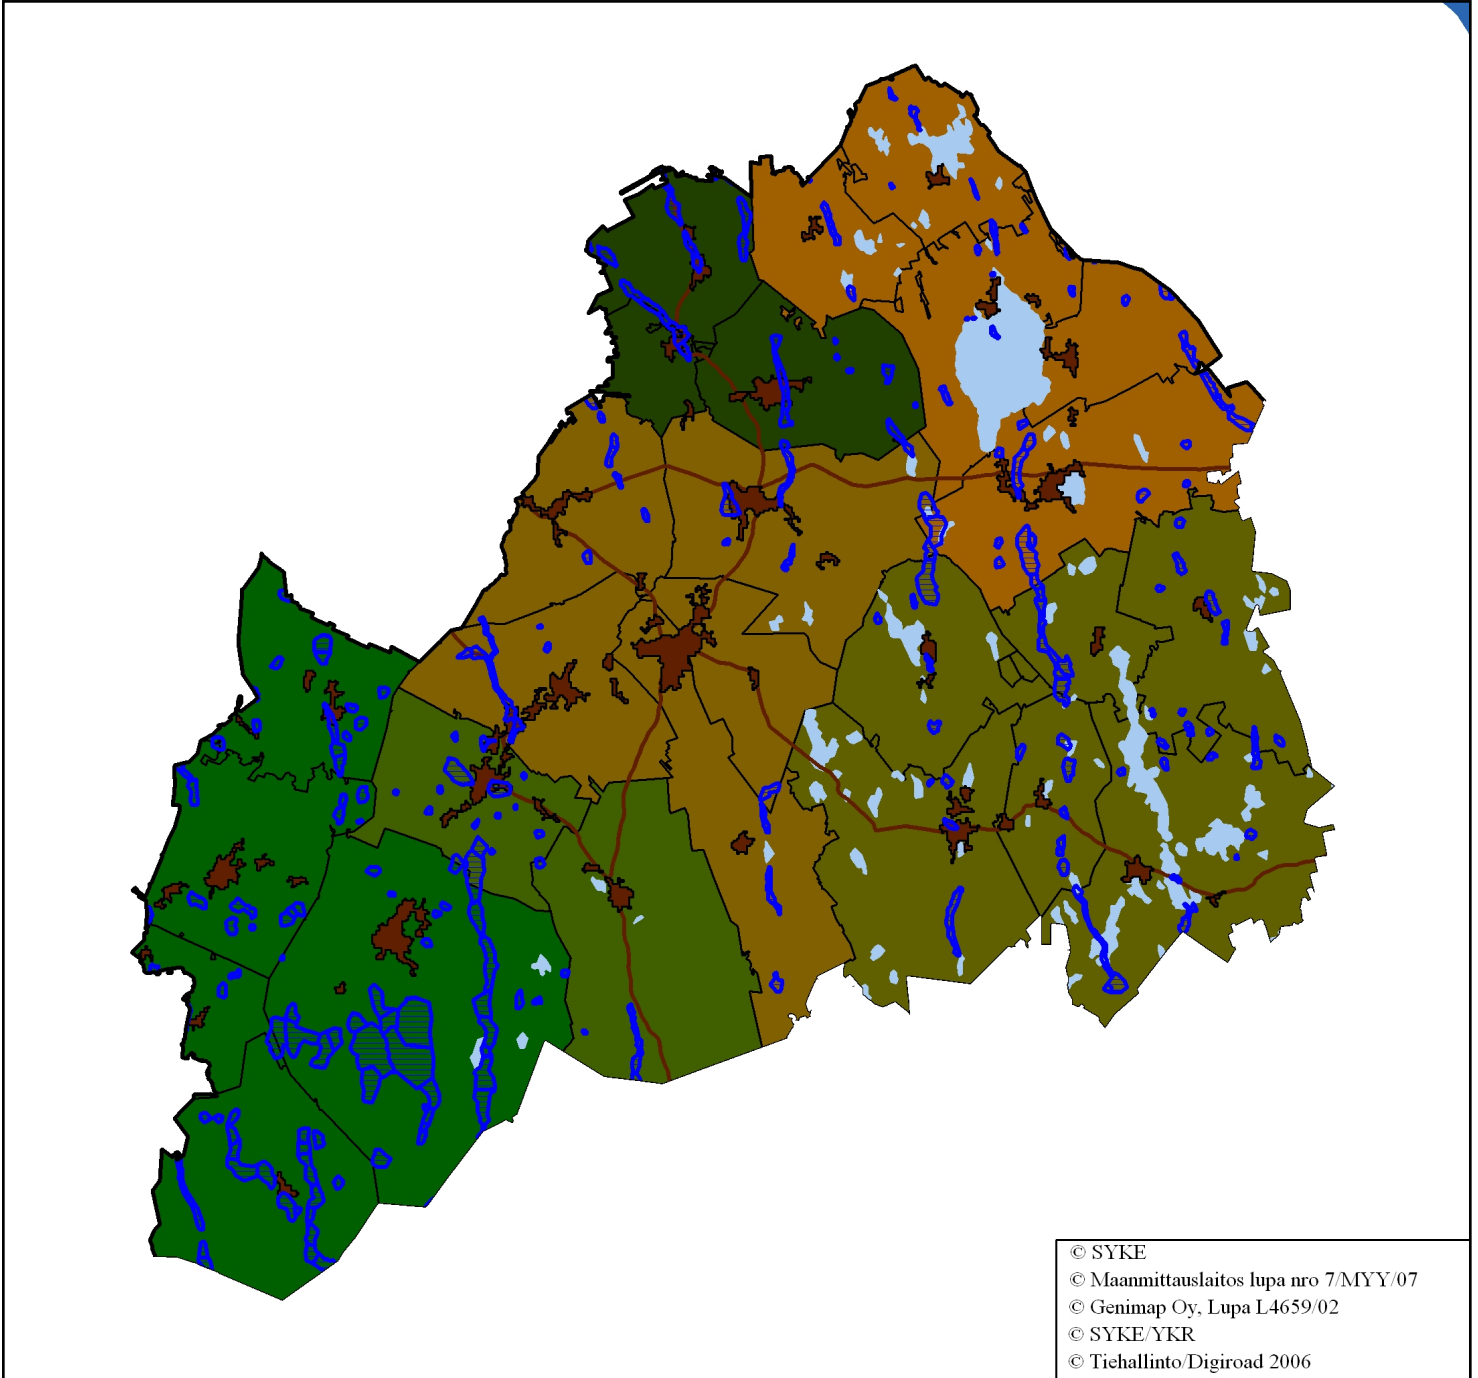 © SYKE
© Maanmittauslaitos lupa nro 7/MYY/07
© Genimap Oy, Lupa L4659/02
© SYKE/YKR
© Tiehallinto/Digiroad 2006